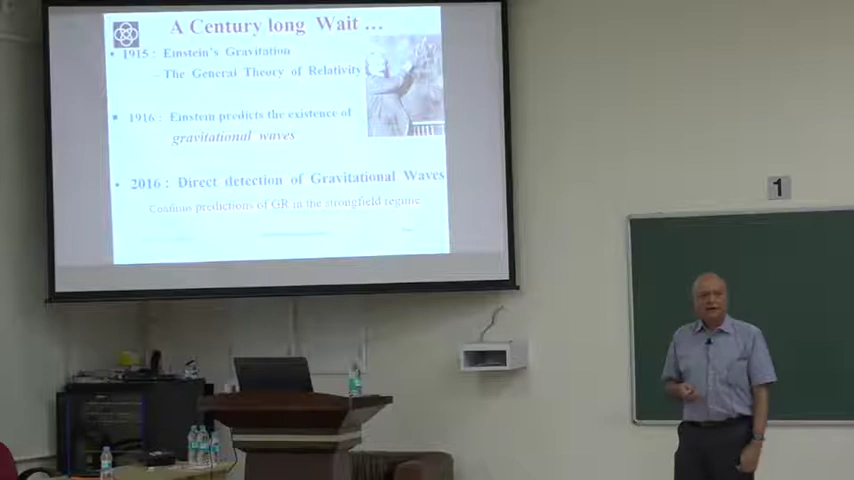 A Century long Wait ...
• 1915 : Einstein's Gravitation
- The General Theory of Relativity
• 1916 : Einstein predicts the existence of
gravitational waves
• 2016 : Direct detection of Gravitational Waves
Confirms predictions of GR in the strongfield regime
1